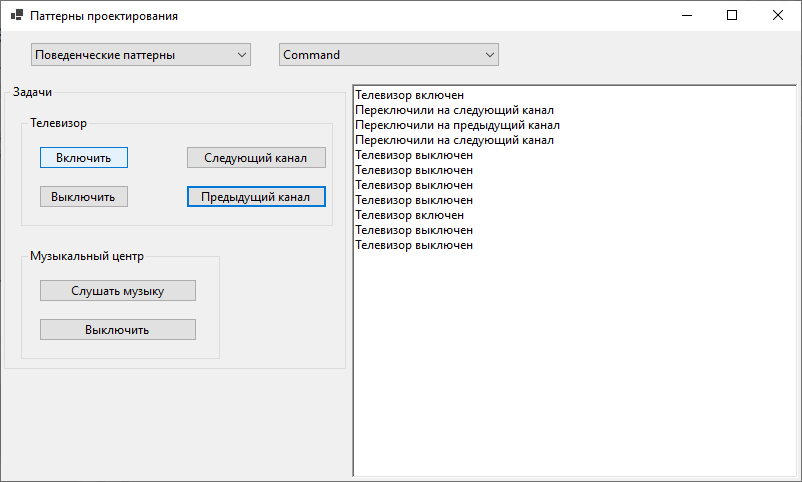 Паттерны проектирования
Поведенческие паттерны
Command
Задачи
Телевизор
Включить
Следующий канал
Выключить
Предыдущий канал
Музыкальный центр
Слушать музыку
Выключить
Телевизор включен
Переключили на следующий канал
Переключили на предыдущий канал
Переключили на следующий канал
Телевизор выключен
Телевизор выключен
Телевизор выключен
Телевизор выключен
Телевизор включен
Телевизор выключен
Телевизор выключен